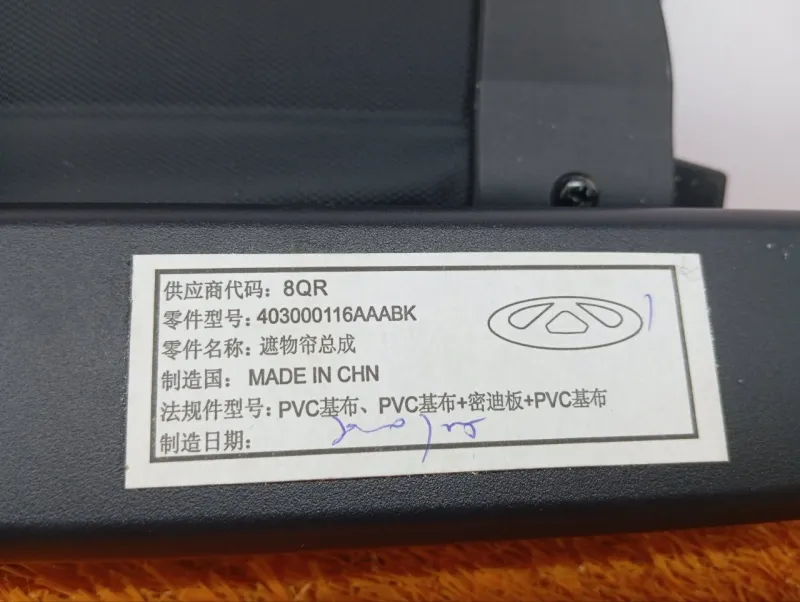 供应商代码: 8QR
零件型号: 403000116AAABK
零件名称: 遮物帘总成
制造国: MADE IN CHN
法规件型号: PVC基布、PVC基布+密迪板+PVC基布
制造日期: